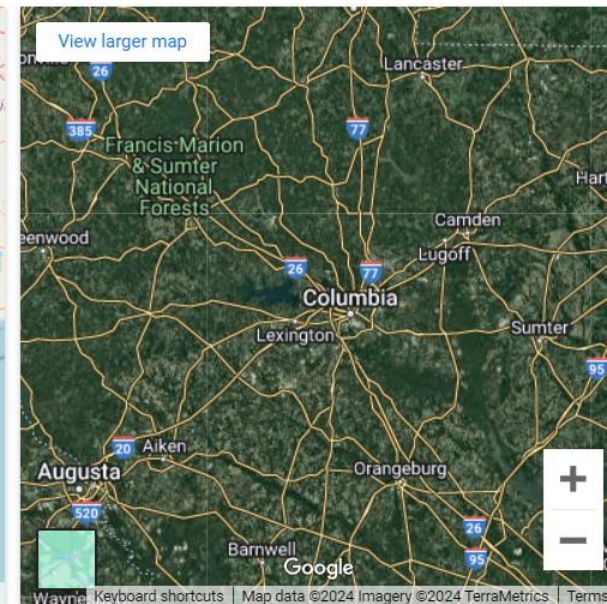 View larger map
Lancaster
26
385
77
Francis Marion
& Sumter
National
Forests
Hart
Camden
eenwood
Lugoff
26
77
Columbia
Lexington
Sumter
95
20
Aiken
Augusta
Orangeburg
520
26
Barnwell
95
Google
Waynes
Keyboard shortcuts
Map data ©2024 Imagery ©2024 TerraMetrics
Terms